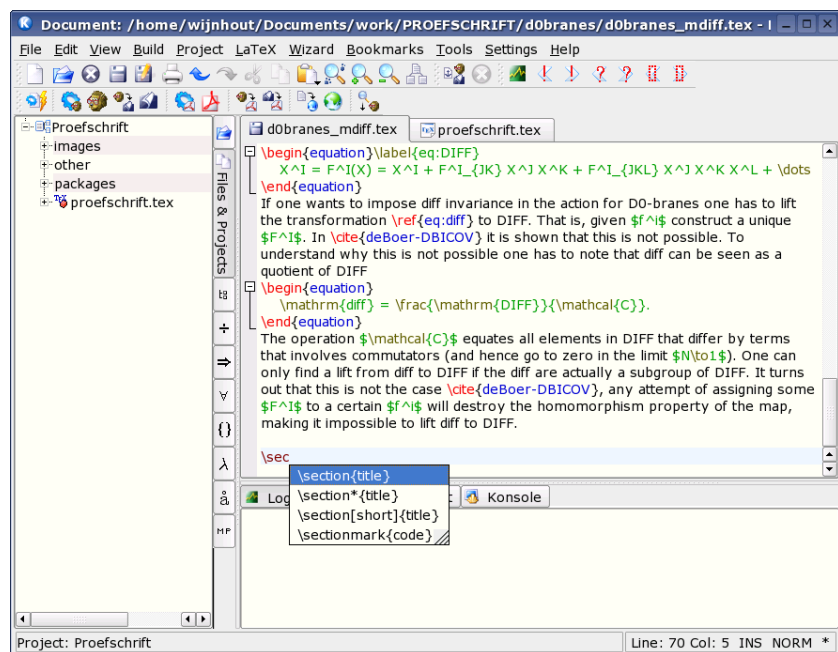 Document: /home/wijnhout/Documents/work/PROEFSCHRIFT/d0branes/d0branes_mdiff.tex -
File Edit View Build Project LaTeX Wizard Bookmarks Tools Settings Help
Proefschrift
images
other
packages
proefschrift.tex
Files & Projects
d0branes_mdiff.tex
proefschrift.tex
\begin{equation}\label{eq:DIFF}
X^I = F^I(X) = X^I + F^I_{JK} X^J X^K + F^I_{JKL} X^J X^K X^L + \dots
\end{equation}
If one wants to impose diff invariance in the action for D0-branes one has to lift
the transformation \ref{eq:diff} to DIFF. That is, given $f^i$ construct a unique
$F^I$. In \cite{deBoer-DBICOV} it is shown that this is not possible. To
understand why this is not possible one has to note that diff can be seen as a
quotient of DIFF
\begin{equation}
\mathrm{diff} = \frac{\mathrm{DIFF}}{\mathcal{C}}.
\end{equation}
The operation $\mathcal{C}$ equates all elements in DIFF that differ by terms
that involves commutators (and hence go to zero in the limit $N\to1$). One can
only find a lift from diff to DIFF if the diff are actually a subgroup of DIFF. It turns
out that this is not the case \cite{deBoer-DBICOV}, any attempt of assigning some
$F^I$ to a certain $f^i$ will destroy the homomorphism property of the map,
making it impossible to lift diff to DIFF.
\sec
\section{title}
\section*{title}
\section[short]{title}
\sectionmark{code}
Log
Konsole
MP
Project: Proefschrift
Line: 70 Col: 5 INS NORM *